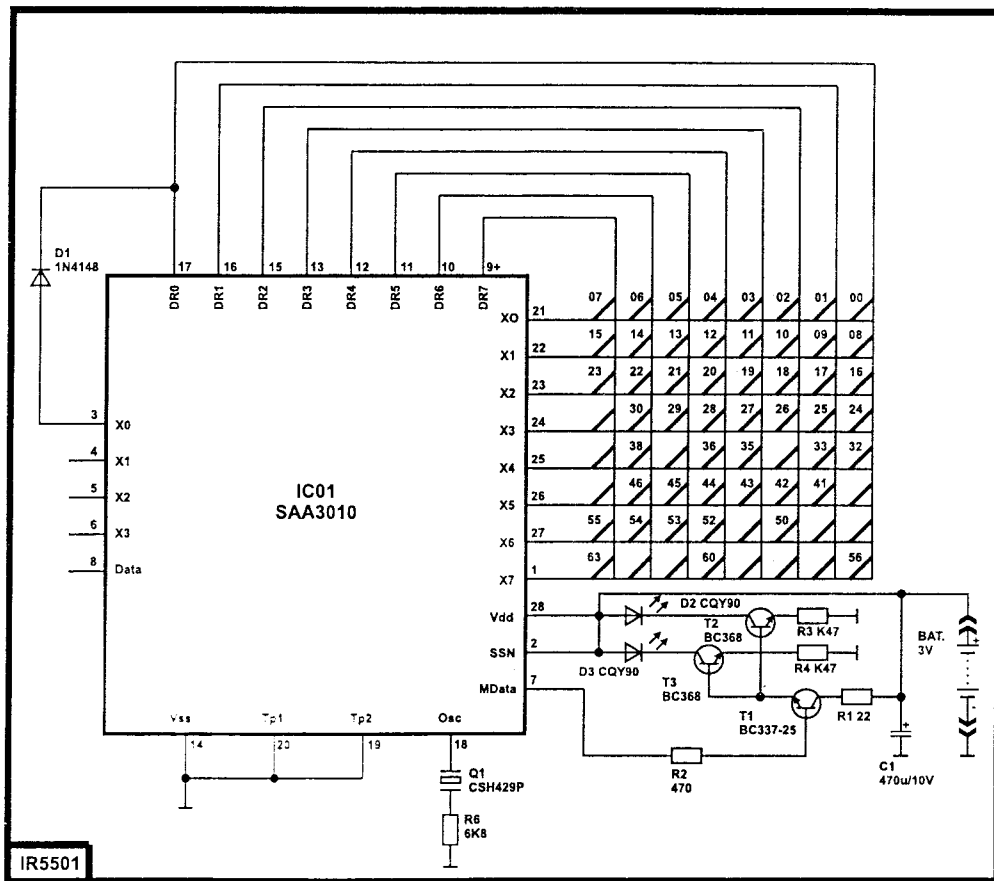 D1
1N4148
17 16 15 13 12 11 10 9+
DR0 DR1 DR2 DR3 DR4 DR5 DR6 DR7
07 06 05 04 03 02 01 00
XO 21
15 14 13 12 11 10 09 08
X1 22
23 22 21 20 19 18 17 16
X2 23
30 29 28 27 26 25 24
X3 24
38 36 35 33 32
X4 25
46 45 44 43 42 41
X5 26
55 54 53 52 50
X6 27
63 60 56
X7 1
3 X0
4 X1
5 X2
6 X3
8 Data
IC01
SAA3010
Vdd 28
SSN 2
MData 7
D2 CQY90
T2
BC368
R3 K47
D3 CQY90
T3
BC368
R4 K47
T1
BC337-25
R1 22
BAT.
3V
+
-
+
C1
470u/10V
R2
470
Vss Tp1 Tp2 Osc
14 20 19 18
Q1
CSH429P
R6
6K8
IR5501